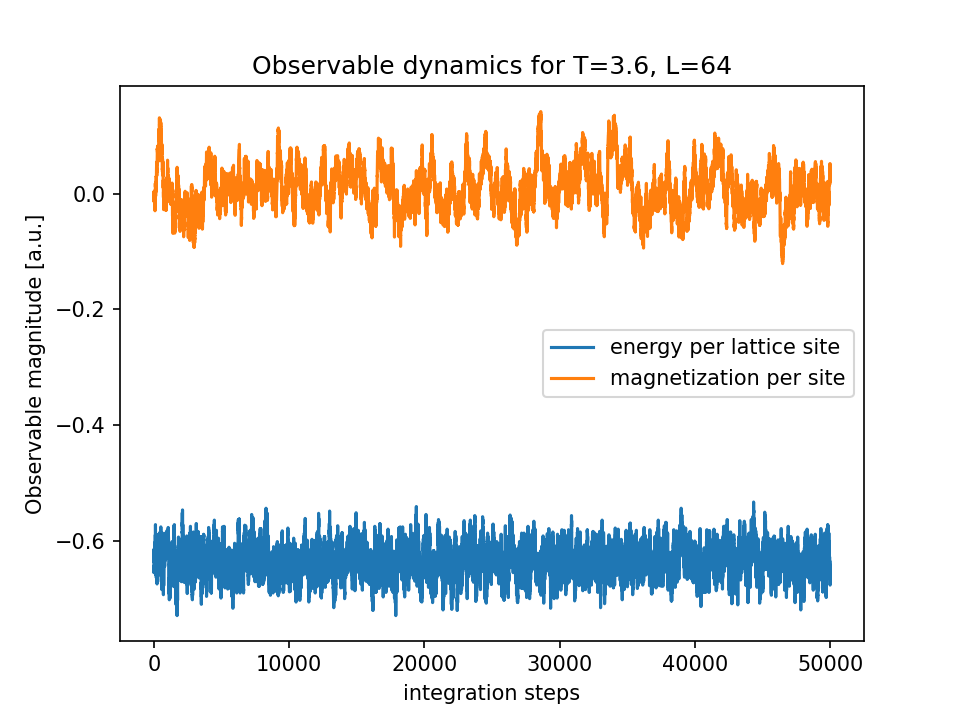 Observable dynamics for T=3.6, L=64
Observable magnitude [a.u.]
0.0
−0.2
−0.4
−0.6
energy per lattice site
magnetization per site
0 10000 20000 30000 40000 50000
integration steps